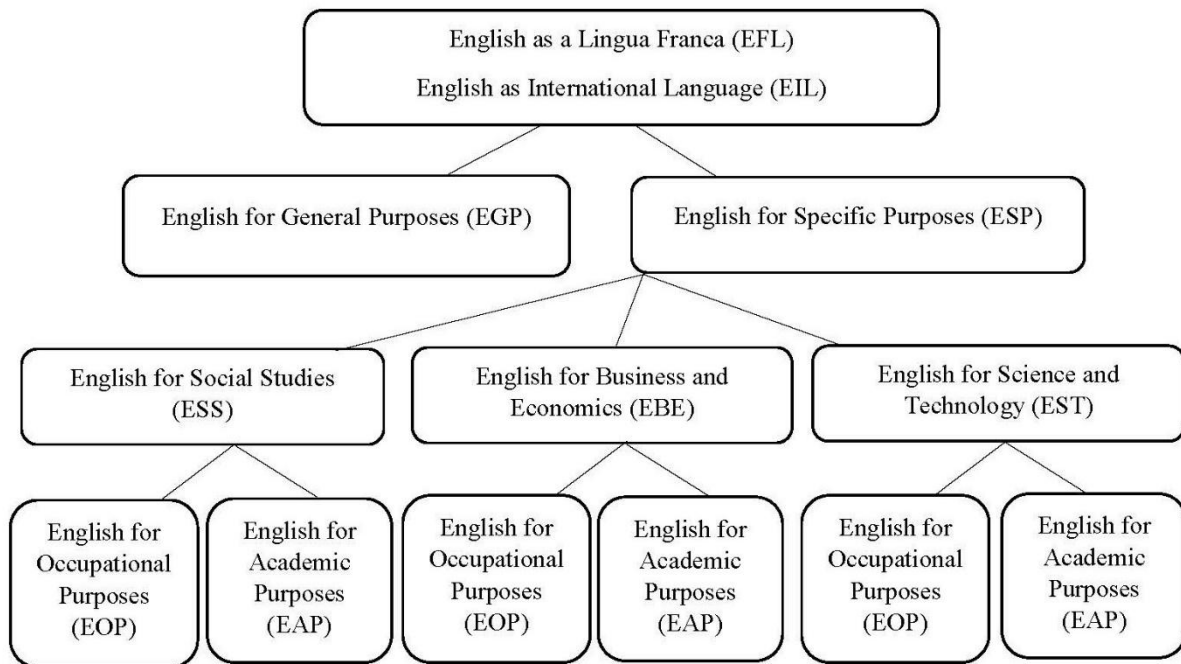 English as a Lingua Franca (EFL)
English as International Language (EIL)
English for General Purposes (EGP)
English for Specific Purposes (ESP)
English for Social Studies
(ESS)
English for Business and
Economics (EBE)
English for Science and
Technology (EST)
English for
Occupational
Purposes
(EOP)
English for
Academic
Purposes
(EAP)
English for
Occupational
Purposes
(EOP)
English for
Academic
Purposes
(EAP)
English for
Occupational
Purposes
(EOP)
English for
Academic
Purposes
(EAP)